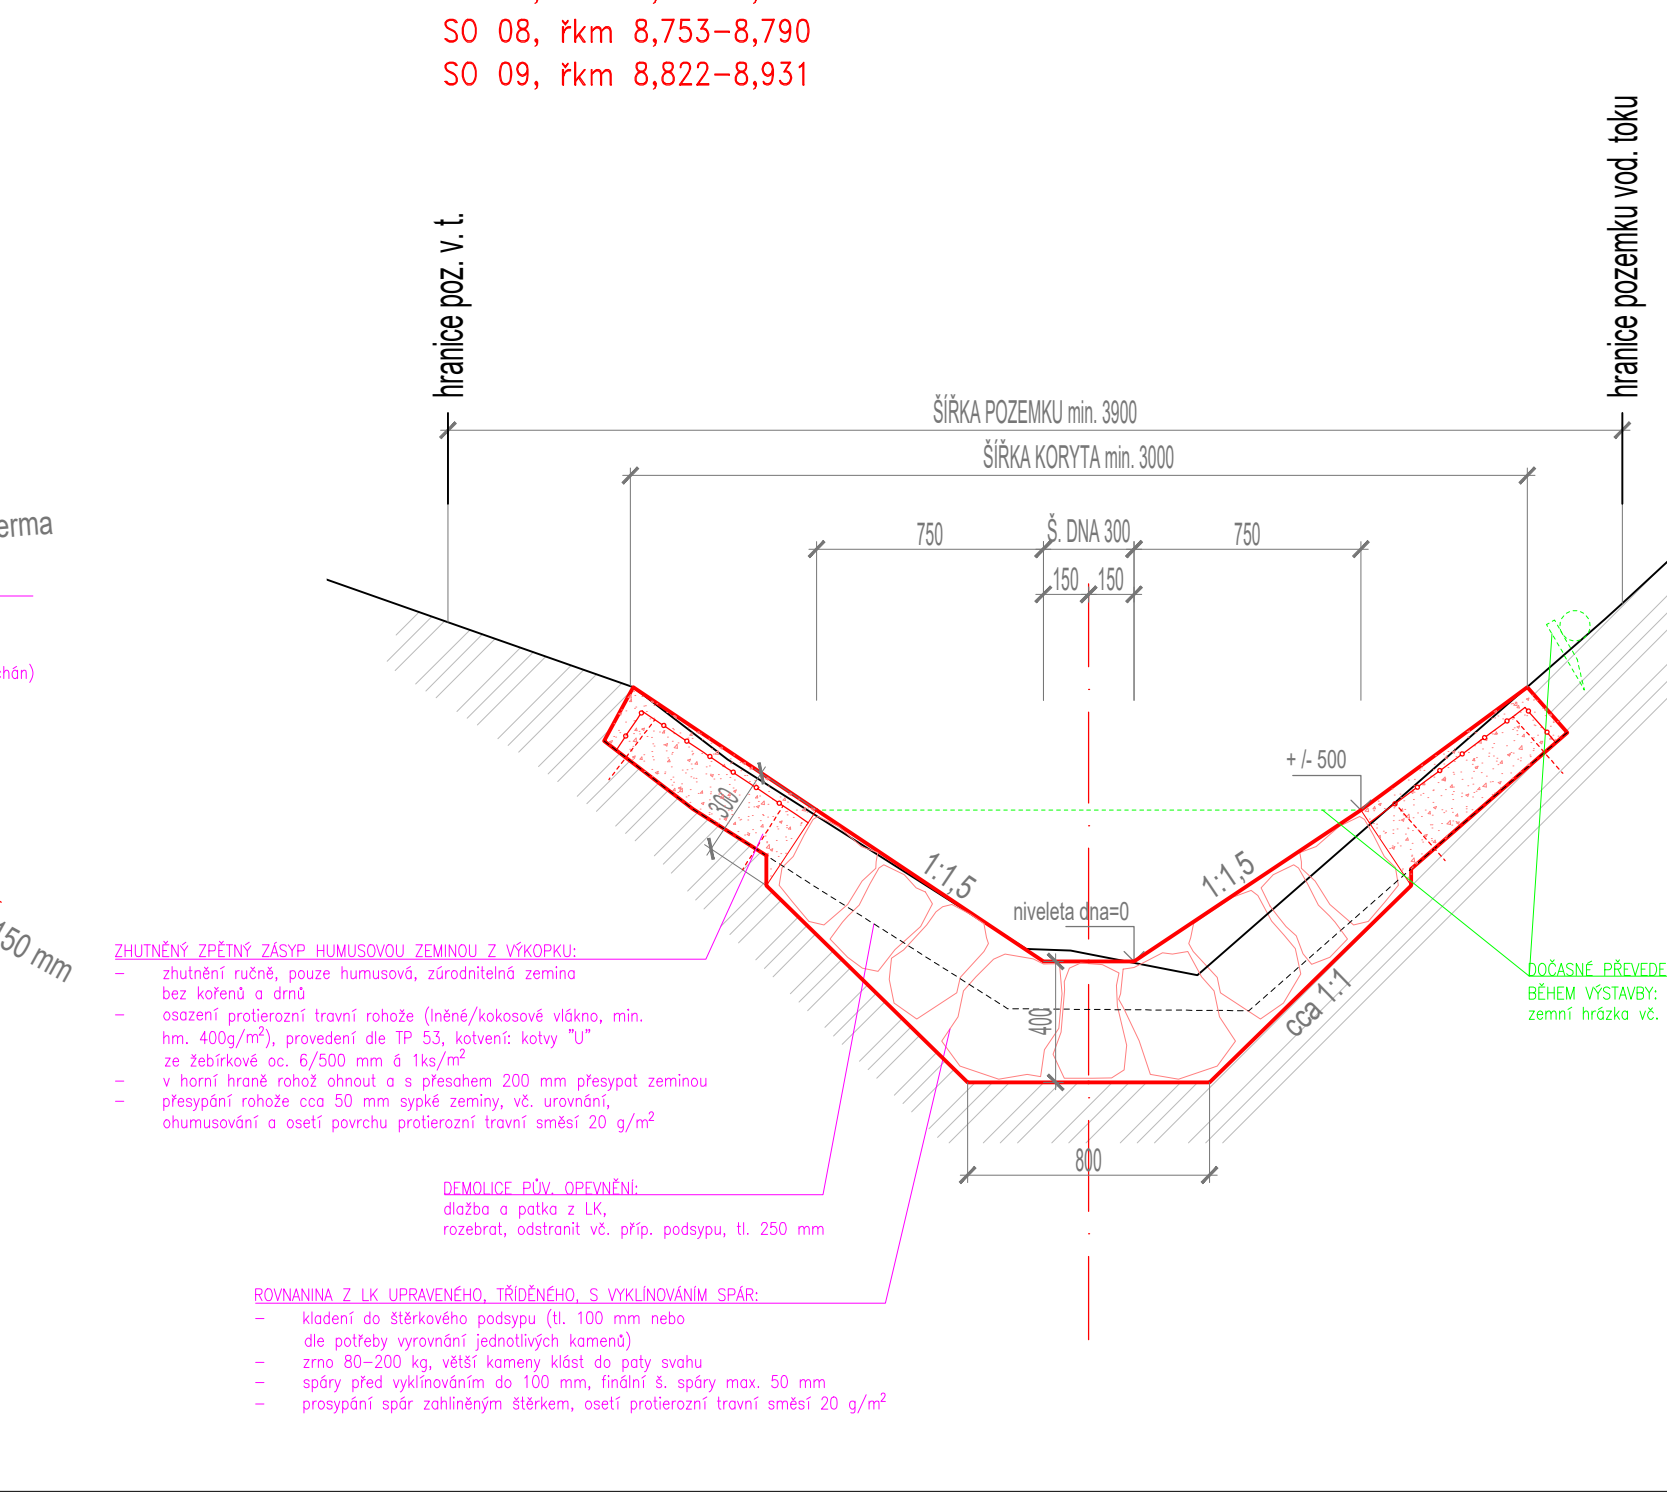 SO 08, řkm 8,753–8,790
SO 09, řkm 8,822–8,931
hranice poz. v. t.
hranice pozemku vod. toku
ŠÍŘKA POZEMKU min. 3900
ŠÍŘKA KORYTA min. 3000
750
Š. DNA 300
750
150
150
erma
chán)
150 mm
+ /- 500
300
1:1,5
1:1,5
niveleta dna=0
400
cca 1:1
800
ZHUTNĚNÝ ZPĚTNÝ ZÁSYP HUMUSOVOU ZEMINOU Z VÝKOPKU:
– zhutnění ručně, pouze humusová, zúrodnitelná zemina
bez kořenů a drnů
– osazení protierozní travní rohože (lněné/kokosové vlákno, min.
hm. 400g/m²), provedení dle TP 53, kotvení: kotvy "U"
ze žebírkové oc. 6/500 mm á 1ks/m²
– v horní hraně rohož ohnout a s přesahem 200 mm přesypat zeminou
– přesypání rohože cca 50 mm sypké zeminy, vč. urovnání,
ohumusování a osetí povrchu protierozní travní směsí 20 g/m²
DOČASNÉ PŘEVEDE
BĚHEM VÝSTAVBY:
zemní hrázka vč.
DEMOLICE PŮV. OPEVNĚNÍ:
dlažba a patka z LK,
rozebrat, odstranit vč. příp. podsypu, tl. 250 mm
ROVNANINA Z LK UPRAVENÉHO, TŘÍDĚNÉHO, S VYKLÍNOVÁNÍM SPÁR:
– kladení do štěrkového podsypu (tl. 100 mm nebo
dle potřeby vyrovnání jednotlivých kamenů)
– zrno 80–200 kg, větší kameny klást do paty svahu
– spáry před vyklínováním do 100 mm, finální š. spáry max. 50 mm
– prosypání spár zahliněným štěrkem, osetí protierozní travní směsí 20 g/m²